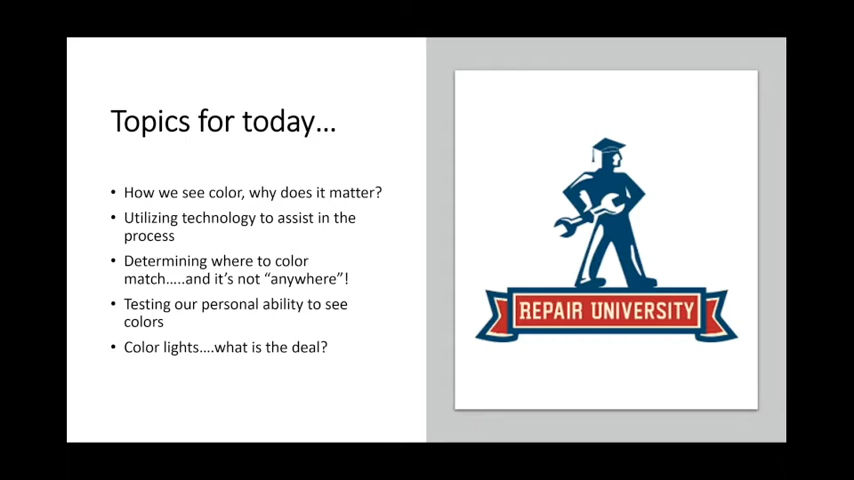 Topics for today...
• How we see color, why does it matter?
• Utilizing technology to assist in the
process
• Determining where to color
match.....and it's not “anywhere”!
• Testing our personal ability to see
colors
• Color lights....what is the deal?
REPAIR UNIVERSITY